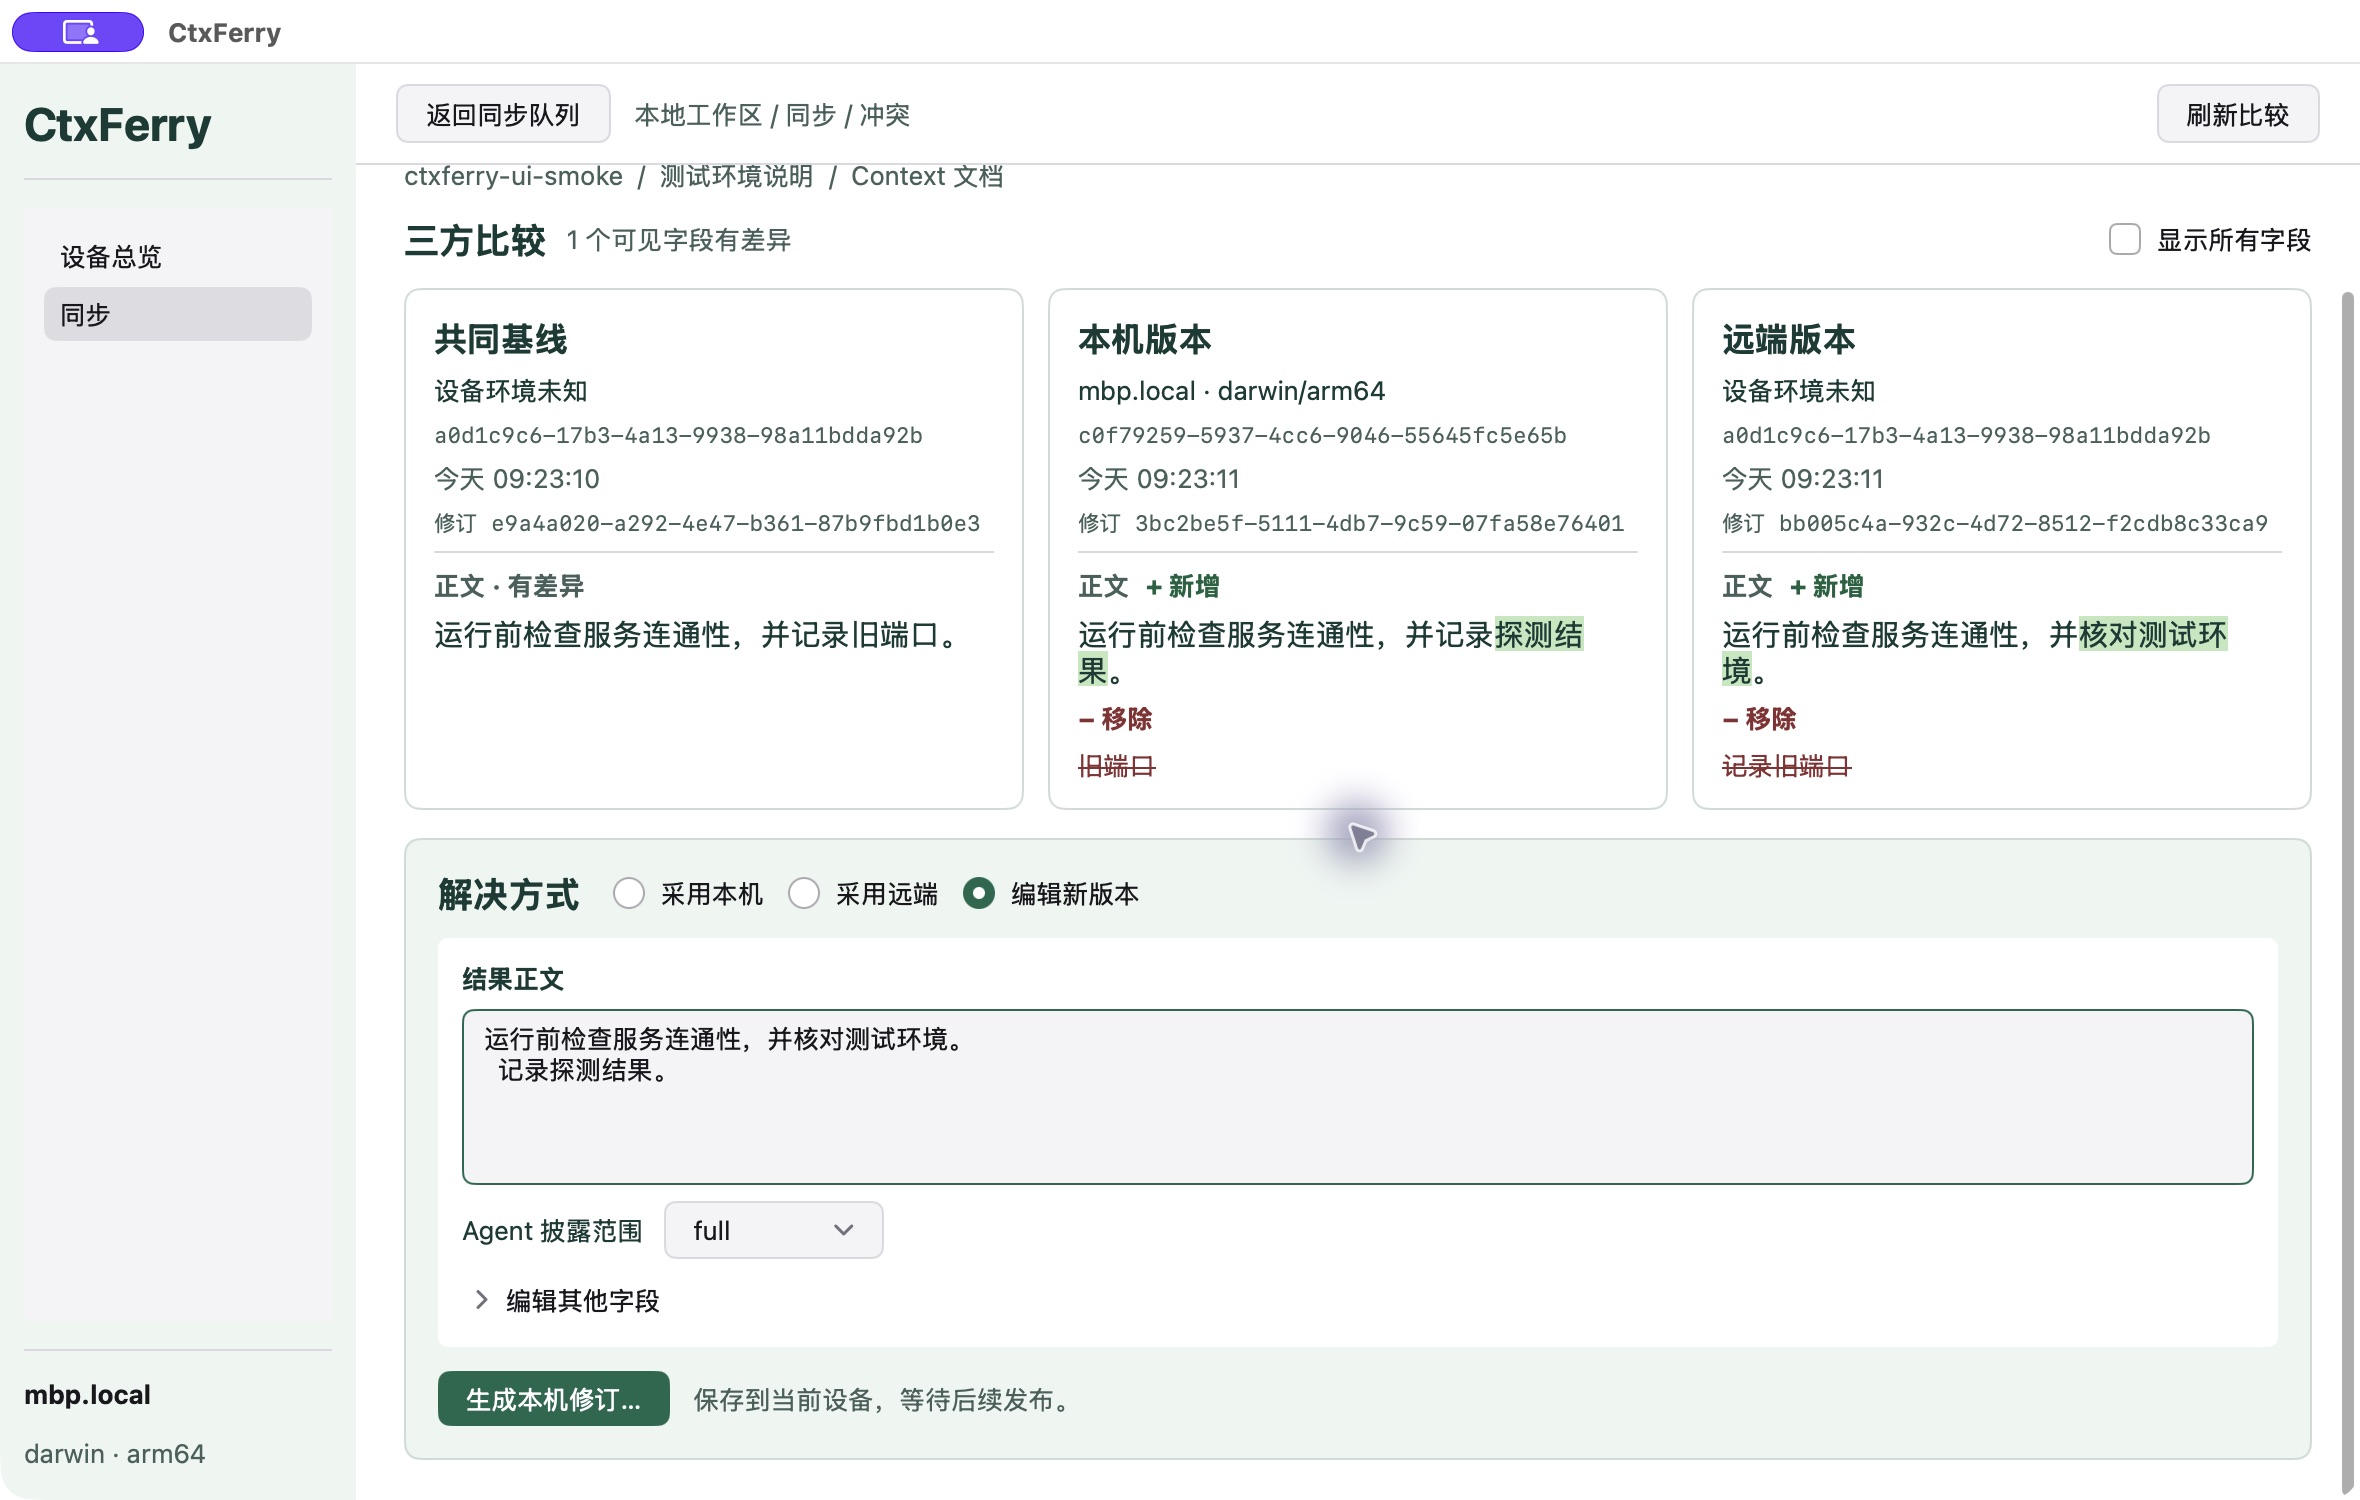 CtxFerry
CtxFerry
设备总览
同步
mbp.local
darwin · arm64
返回同步队列
本地工作区 / 同步 / 冲突
刷新比较
ctxferry-ui-smoke / 测试环境说明 / Context 文档
三方比较 1 个可见字段有差异
显示所有字段
共同基线
设备环境未知
a0d1c9c6-17b3-4a13-9938-98a11bdda92b
今天 09:23:10
修订 e9a4a020-a292-4e47-b361-87b9fbd1b0e3
正文 · 有差异
运行前检查服务连通性，并记录旧端口。
本机版本
mbp.local · darwin/arm64
c0f79259-5937-4cc6-9046-55645fc5e65b
今天 09:23:11
修订 3bc2be5f-5111-4db7-9c59-07fa58e76401
正文 + 新增
运行前检查服务连通性，并记录探测结
果。
− 移除
旧端口
远端版本
设备环境未知
a0d1c9c6-17b3-4a13-9938-98a11bdda92b
今天 09:23:11
修订 bb005c4a-932c-4d72-8512-f2cdb8c33ca9
正文 + 新增
运行前检查服务连通性，并核对测试环
境。
− 移除
记录旧端口
解决方式 采用本机 采用远端 编辑新版本
结果正文
运行前检查服务连通性，并核对测试环境。
记录探测结果。
Agent 披露范围 full
编辑其他字段
生成本机修订... 保存到当前设备，等待后续发布。